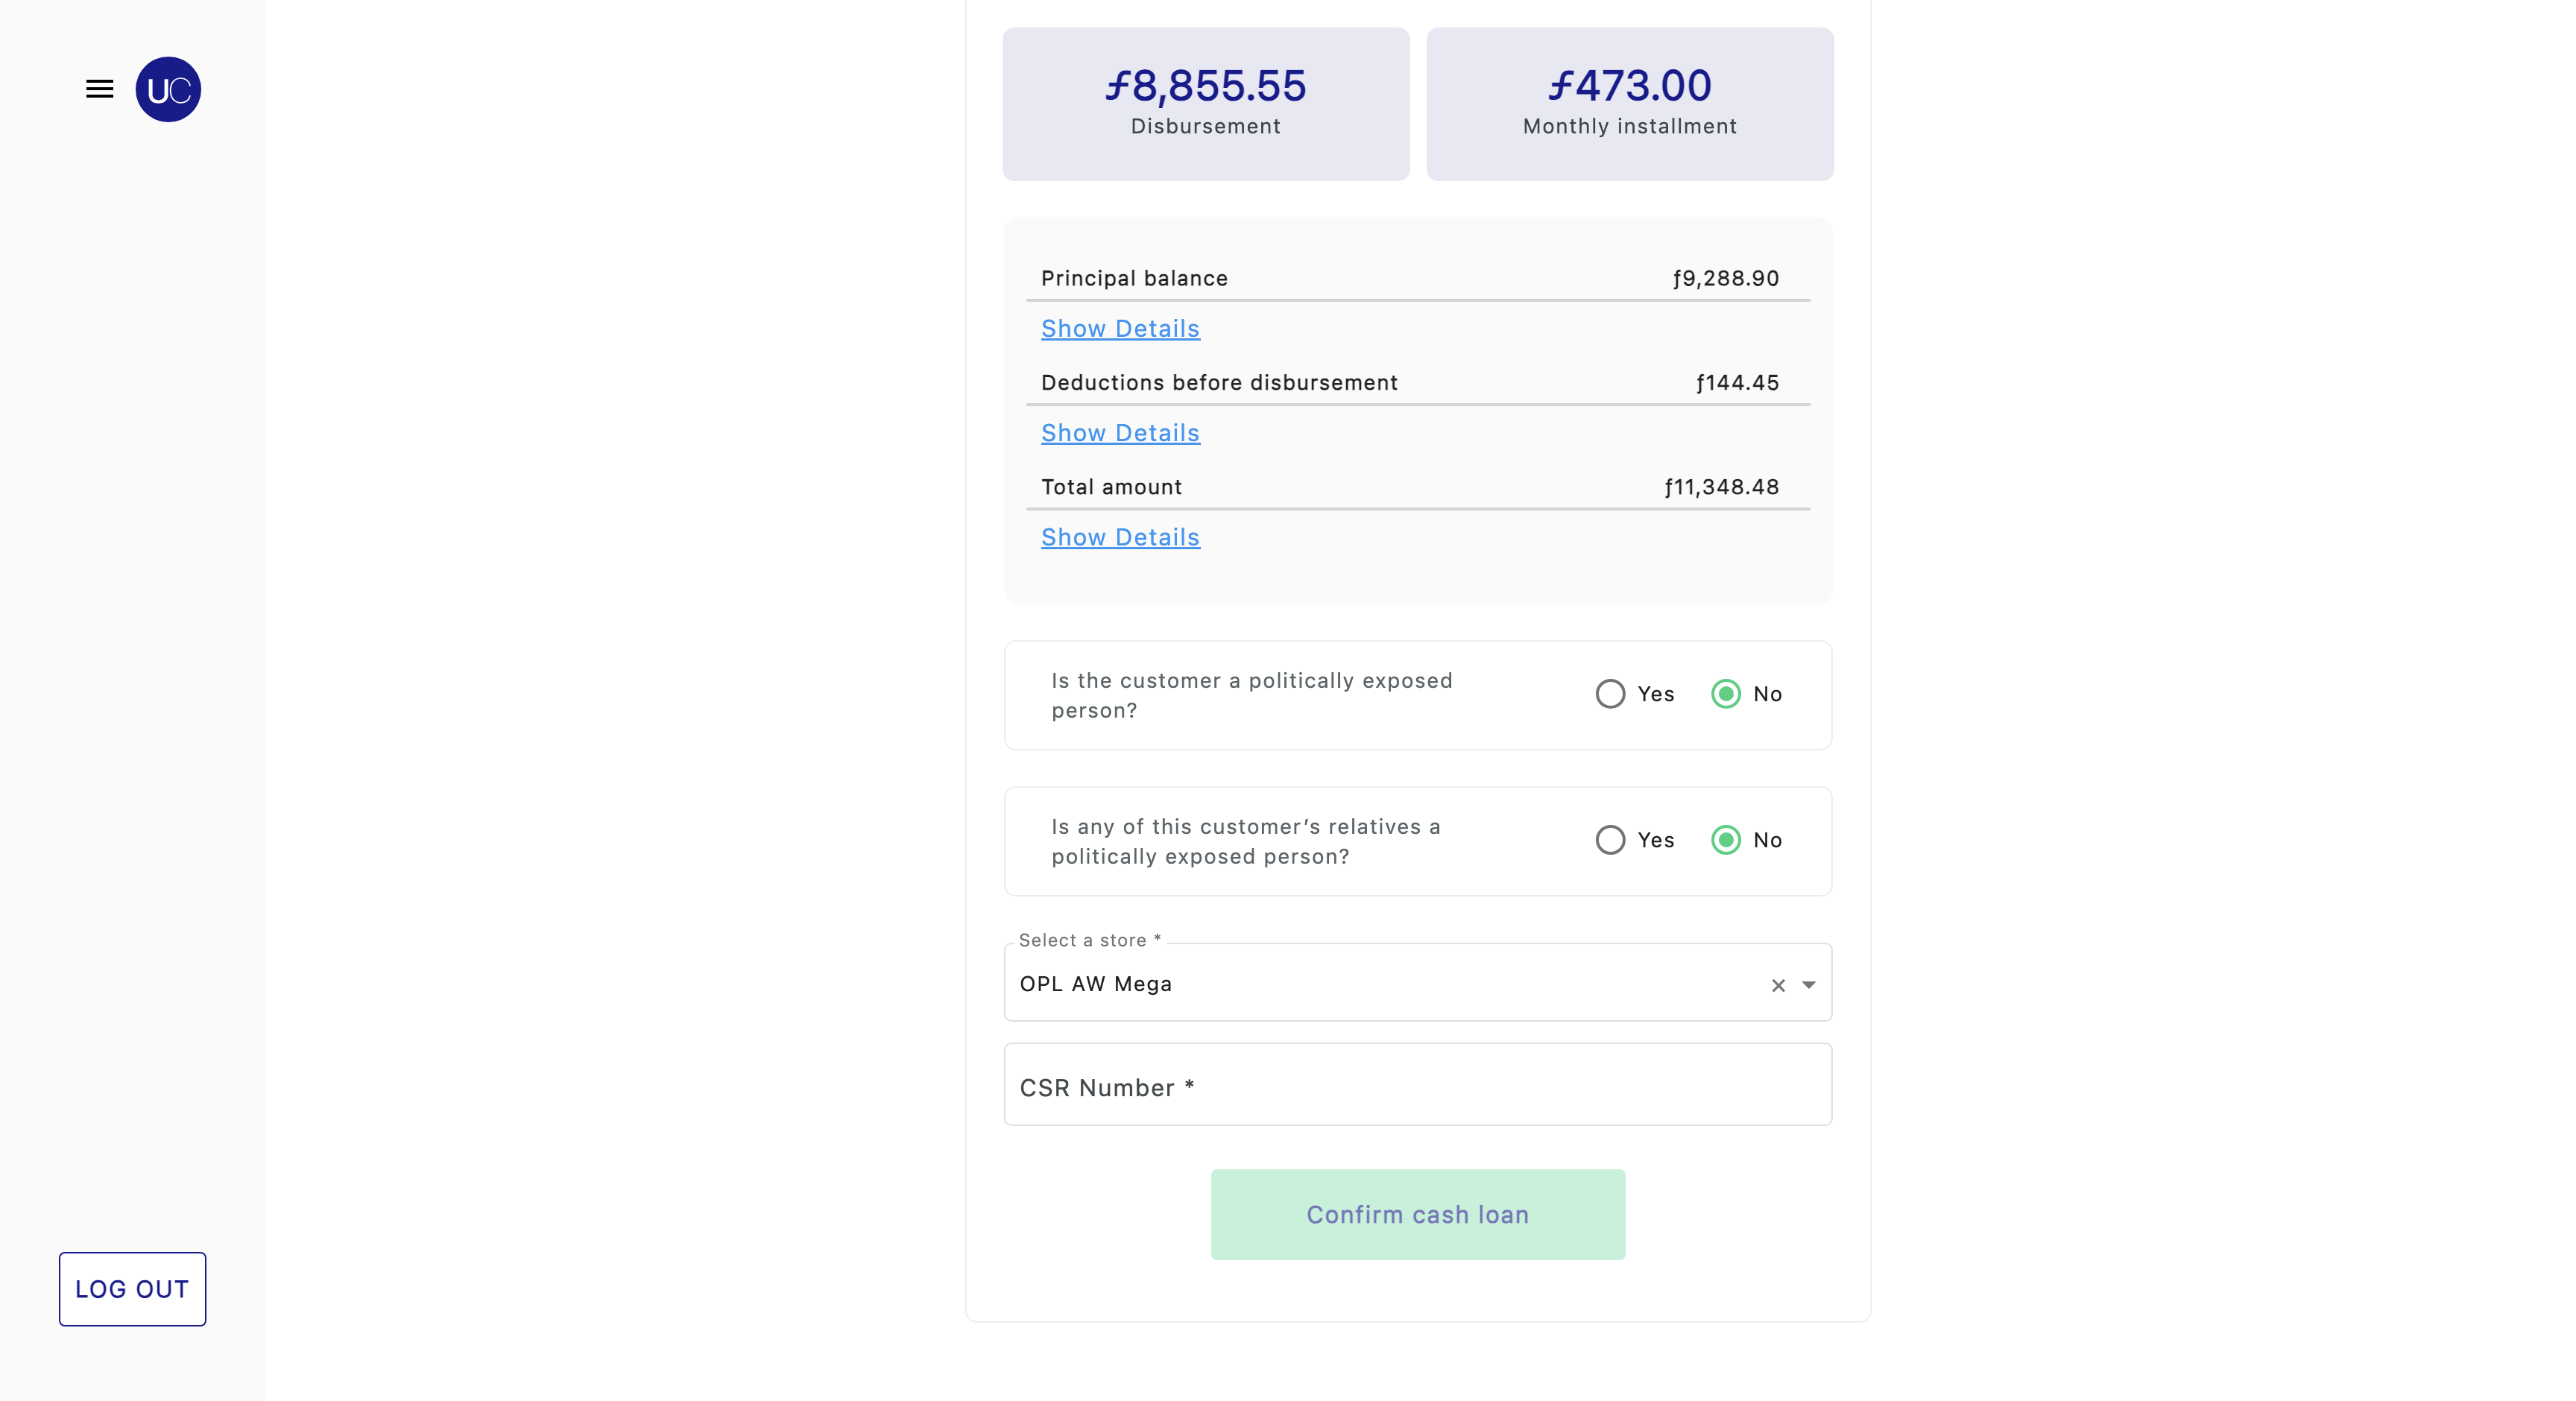 UC
ƒ8,855.55
Disbursement
ƒ473.00
Monthly installment
Principal balance ƒ9,288.90
Show Details
Deductions before disbursement ƒ144.45
Show Details
Total amount ƒ11,348.48
Show Details
Is the customer a politically exposed
person?
Yes No
Is any of this customer’s relatives a
politically exposed person?
Yes No
Select a store *
OPL AW Mega
CSR Number *
Confirm cash loan
LOG OUT